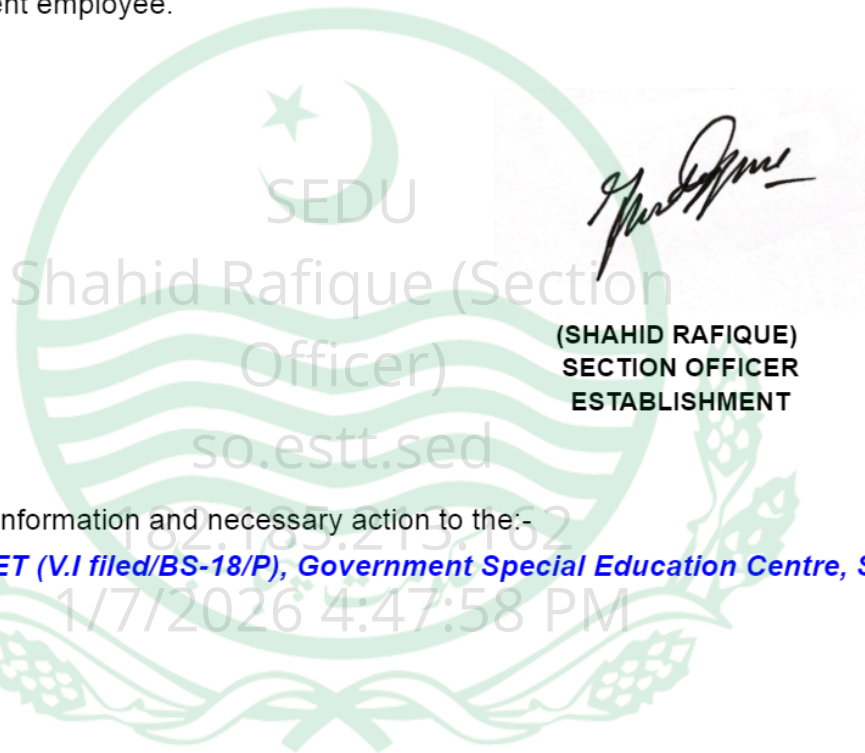 ent employee.
SEDU
Shahid Rafique (Section
Officer)
so.estt.sed
(SHAHID RAFIQUE)
SECTION OFFICER
ESTABLISHMENT
nformation and necessary action to the:-
182.185.213.162
ET (V.I filed/BS-18/P), Government Special Education Centre, S
1/7/2026 4:47:58 PM